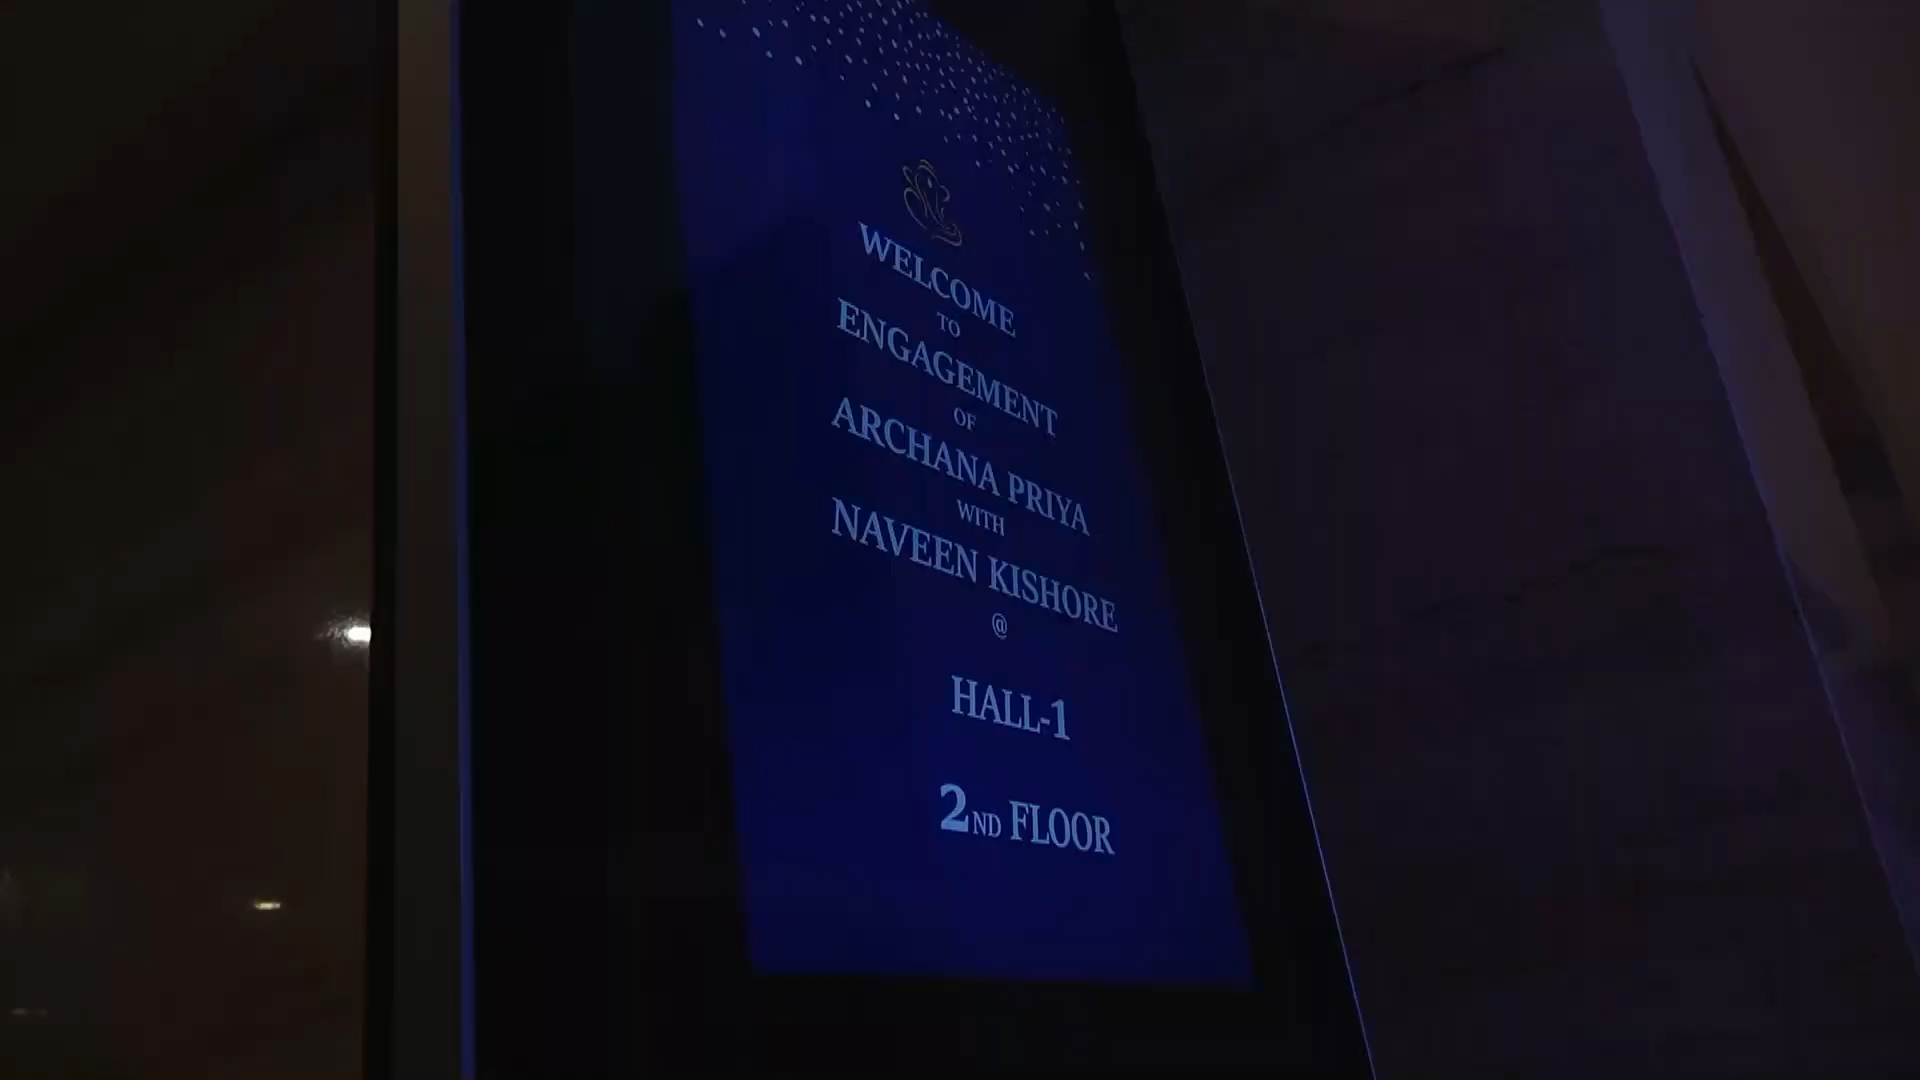 WELCOME
TO
ENGAGEMENT
OF
ARCHANA PRIYA
WITH
NAVEEN KISHORE
@
HALL-1
2ND FLOOR